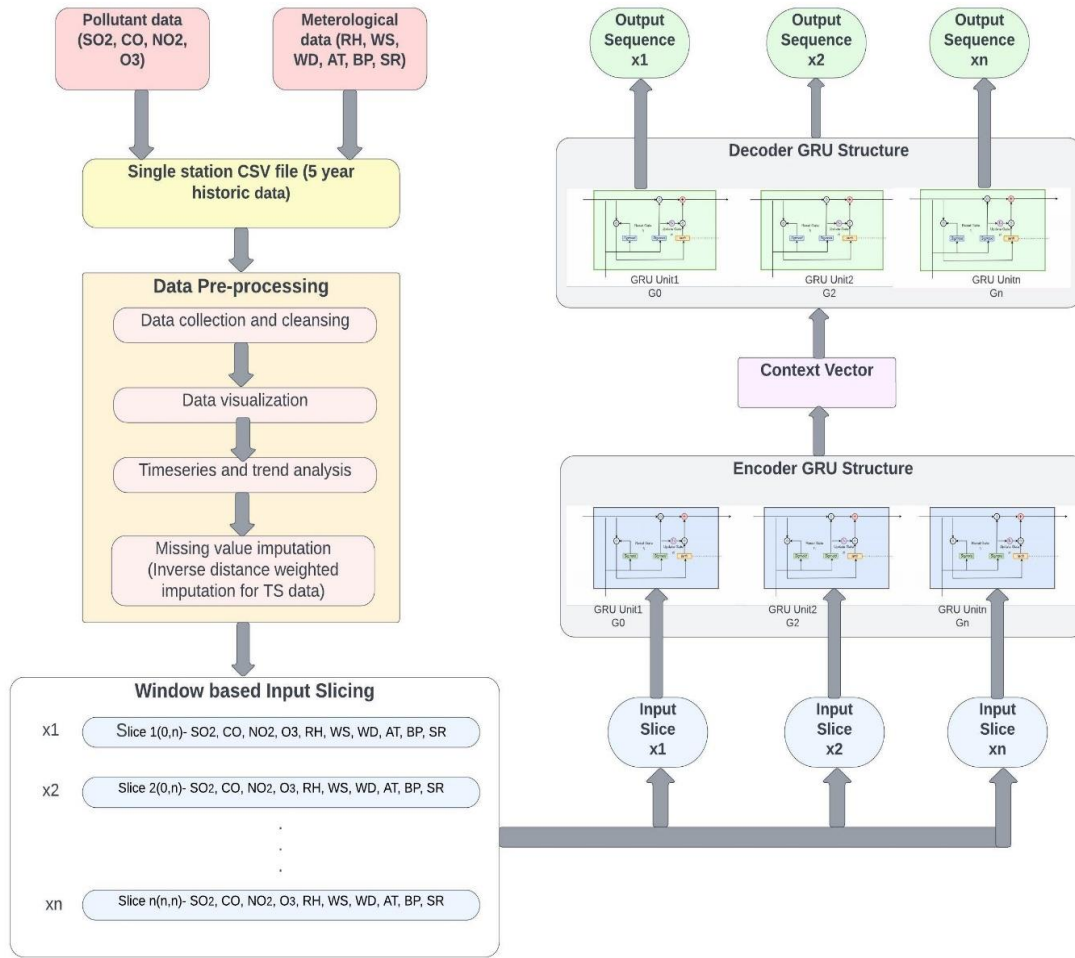 Pollutant data
(SO2, CO, NO2,
O3)
Meterological
data (RH, WS,
WD, AT, BP, SR)
Single station CSV file (5 year
historic data)
Data Pre-processing
Data collection and cleansing
Data visualization
Timeseries and trend analysis
Missing value imputation
(Inverse distance weighted
imputation for TS data)
Window based Input Slicing
x1
Slice 1(0,n)- SO2, CO, NO2, O3, RH, WS, WD, AT, BP, SR
x2
Slice 2(0,n)- SO2, CO, NO2, O3, RH, WS, WD, AT, BP, SR
.
.
.
xn
Slice n(n,n)- SO2, CO, NO2, O3, RH, WS, WD, AT, BP, SR
Output
Sequence
x1
Output
Sequence
x2
Output
Sequence
xn
Decoder GRU Structure
GRU Unit1
G0
GRU Unit2
G2
GRU Unitn
Gn
Context Vector
Encoder GRU Structure
GRU Unit1
G0
GRU Unit2
G2
GRU Unitn
Gn
Input
Slice
x1
Input
Slice
x2
Input
Slice
xn